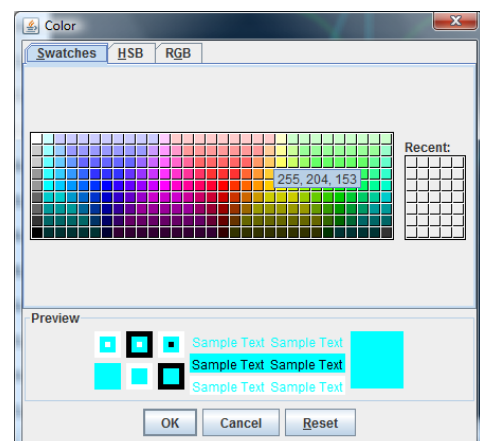 Color
Swatches HSB RGB
Recent:
255, 204, 153
Preview
Sample Text Sample Text
Sample Text Sample Text
Sample Text Sample Text
OK Cancel Reset